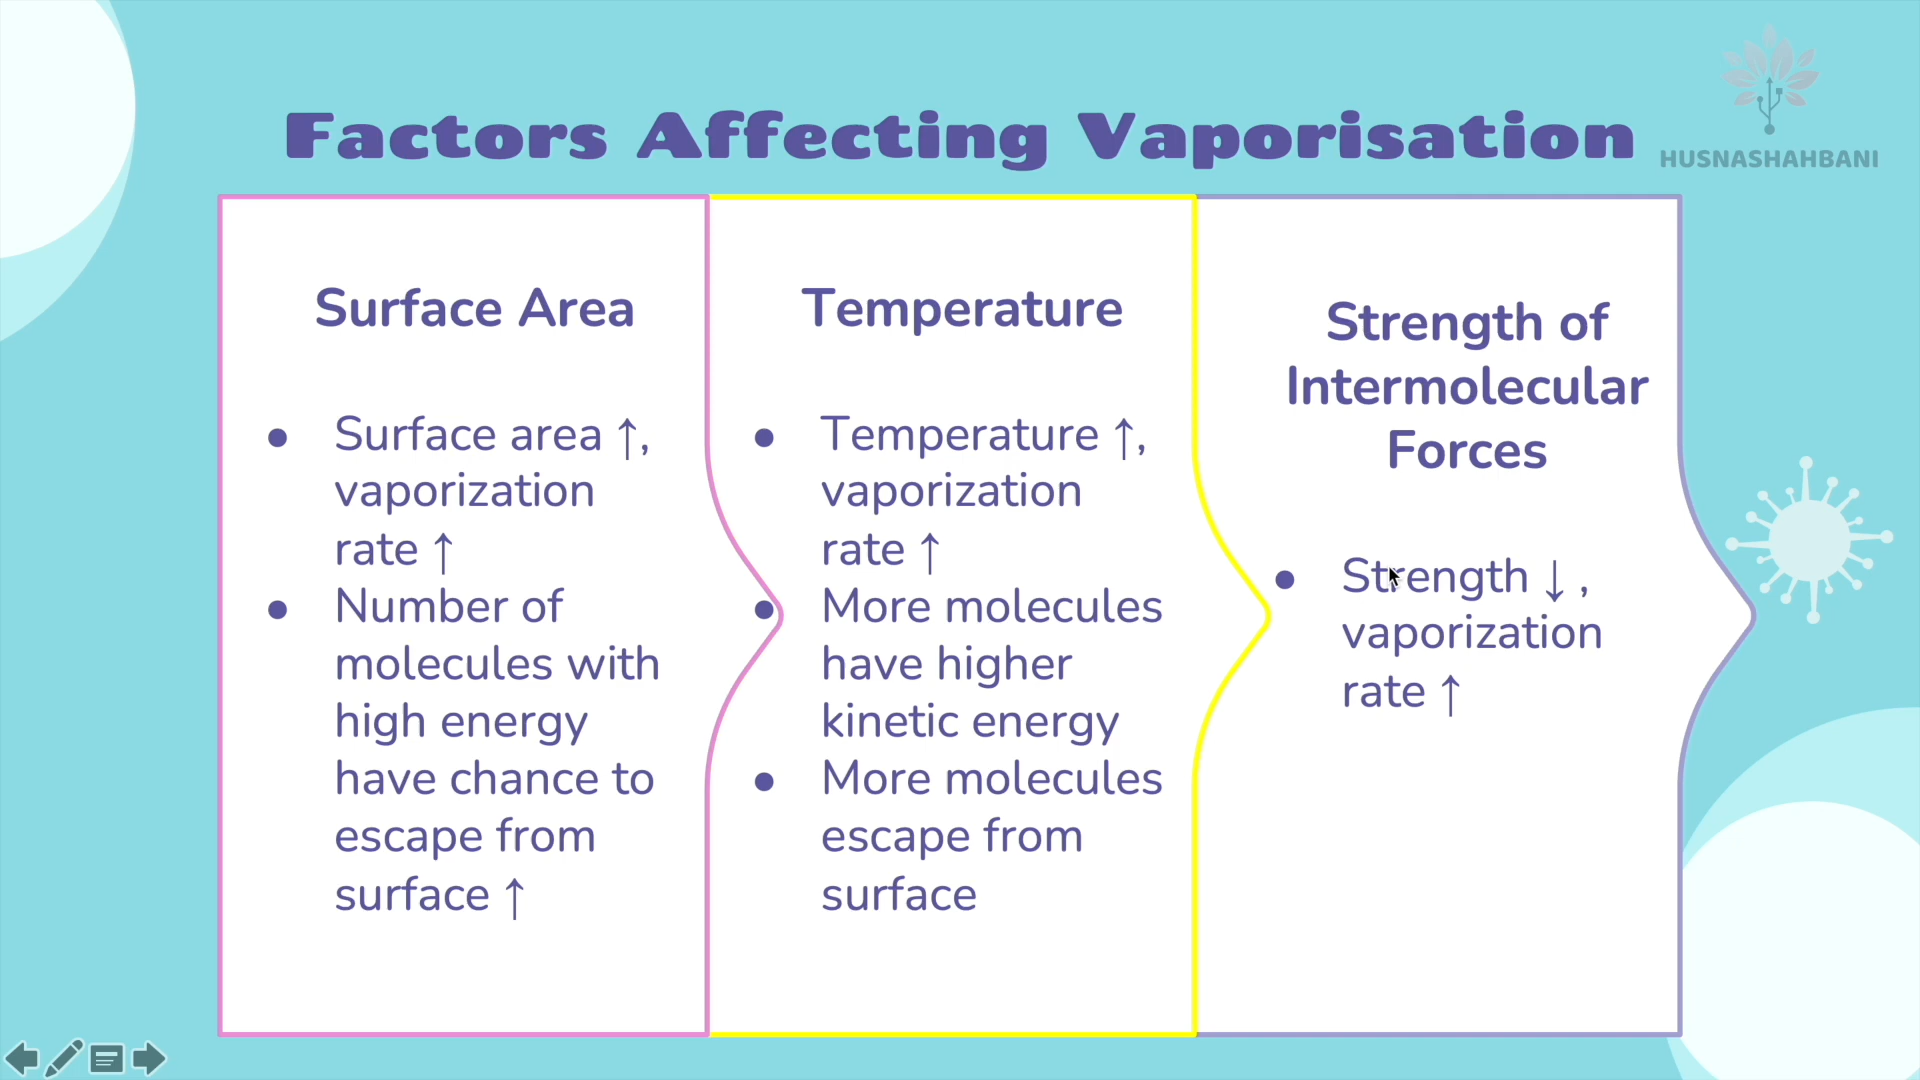 Factors Affecting Vaporisation
HUSNASHAHBANI
Surface Area
● Surface area ↑,
vaporization
rate ↑
● Number of
molecules with
high energy
have chance to
escape from
surface ↑
Temperature
● Temperature ↑,
vaporization
rate ↑
● More molecules
have higher
kinetic energy
● More molecules
escape from
surface
Strength of
Intermolecular
Forces
● Strength ↓ ,
vaporization
rate ↑